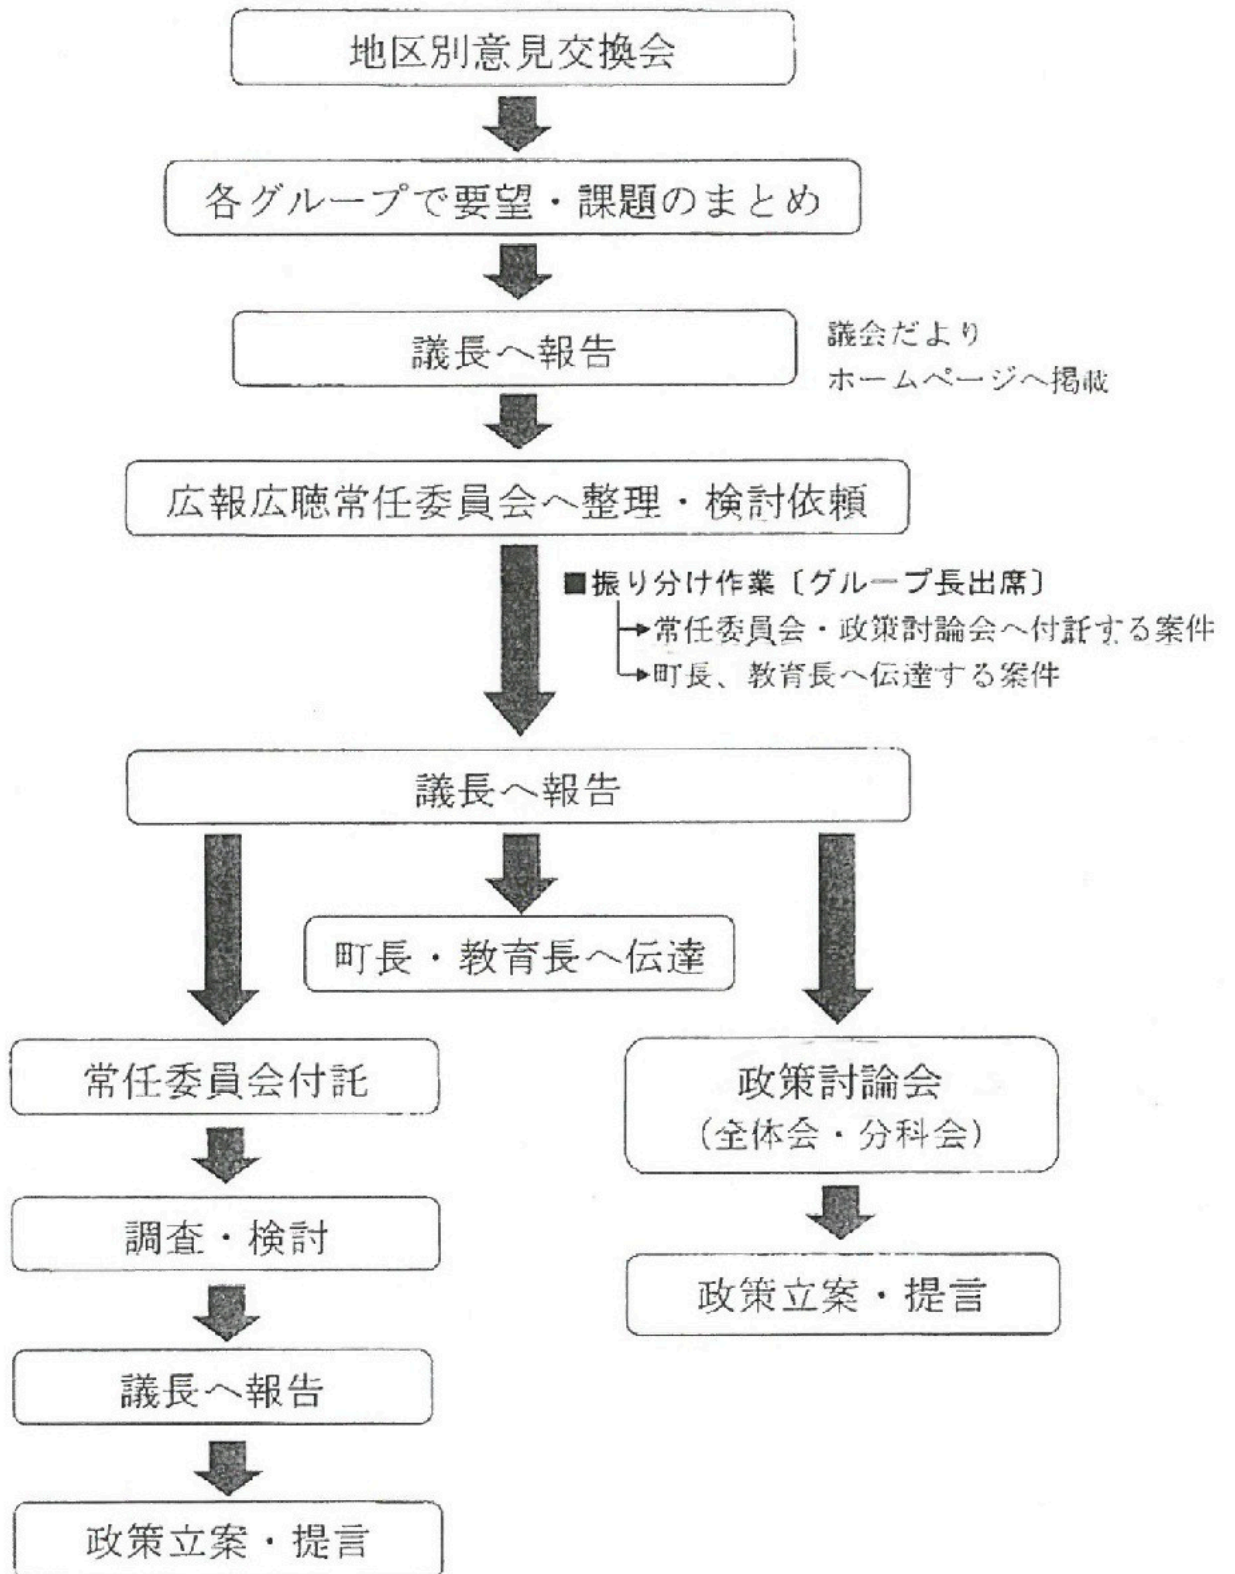 地区別意見交換会
各グループで要望・課題のまとめ
議長へ報告
議会だより
ホームページへ掲載
広報広聴常任委員会へ整理・検討依頼
■振り分け作業〔グループ長出席〕
常任委員会・政策討論会へ付託する案件
町長、教育長へ伝達する案件
議長へ報告
町長・教育長へ伝達
常任委員会付託
調査・検討
議長へ報告
政策立案・提言
政策討論会
(全体会・分科会)
政策立案・提言